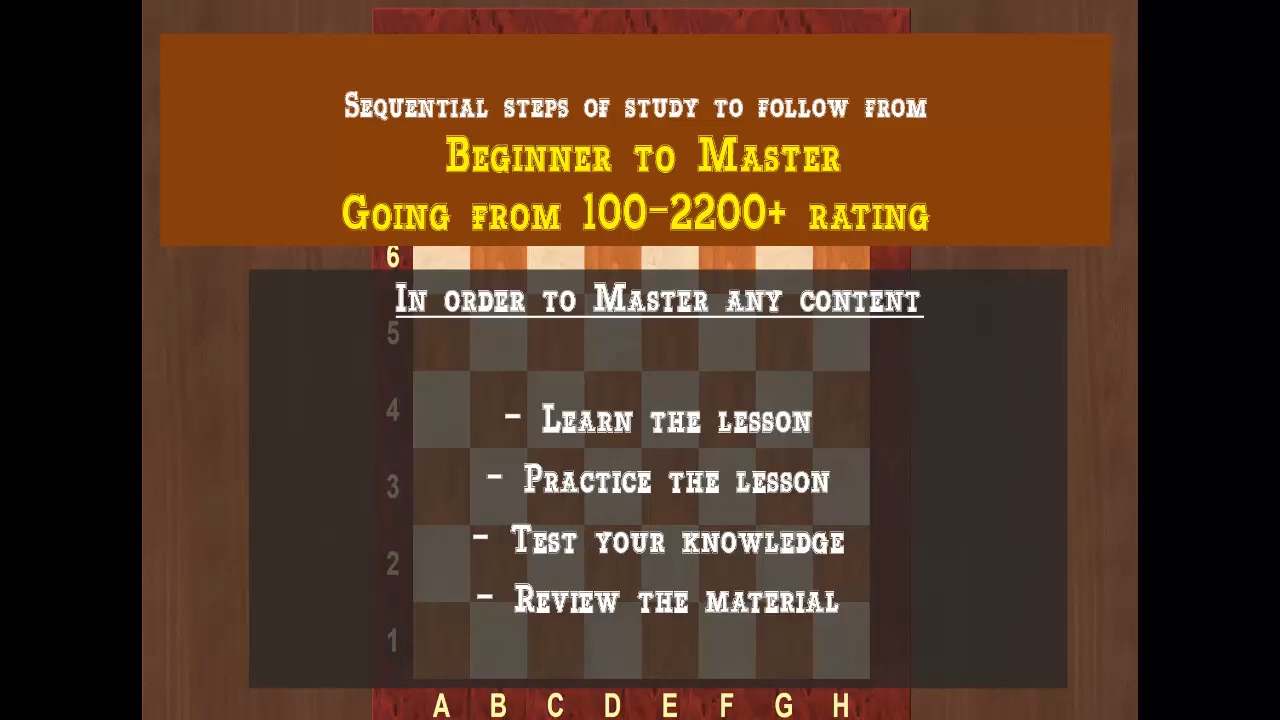 Sequential steps of study to follow from
Beginner to Master
Going from 100-2200+ rating
6
In order to Master any content
5
4
- Learn the lesson
3
- Practice the lesson
- Test your knowledge
2
- Review the material
1
A B C D E F G H